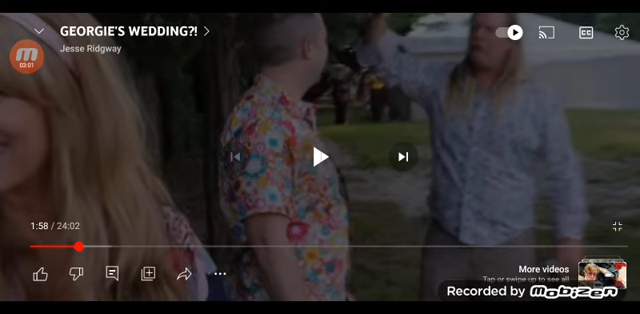 GEORGIE'S WEDDING?!
Jesse Ridgway
03:01
CC
1:58 / 24:02
More videos
Tap or swipe up to see all
Recorded by MOBIZEN